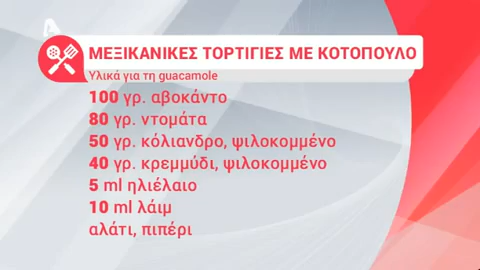 ΜΕΞΙΚΑΝΙΚΕΣ ΤΟΡΤΙΓΙΕΣ ΜΕ ΚΟΤΟΠΟΥΛΟ
Υλικά για τη guacamole
100 γρ. αβοκάντο
80 γρ. ντομάτα
50 γρ. κόλιανδρο, ψιλοκομμένο
40 γρ. κρεμμύδι, ψιλοκομμένο
5 ml ηλιέλαιο
10 ml λάιμ
αλάτι, πιπέρι